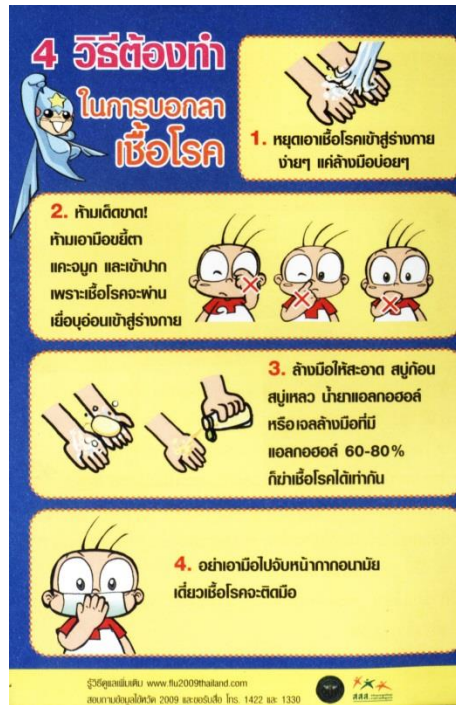 4 วิธีต้องทำ
ในการบอกลา
เชื้อโรค
1. หยุดเอาเชื้อโรคเข้าสู่ร่างกาย
ง่ายๆ แค่ล้างมือบ่อยๆ
2. ห้ามเด็ดขาด!
ห้ามเอามือขยี้ตา
แคะจมูก และเข้าปาก
เพราะเชื้อโรคจะผ่าน
เยื่อบุอ่อนเข้าสู่ร่างกาย
3. ล้างมือให้สะอาด สบู่ก้อน
สบู่เหลว น้ำยาแอลกอฮอล์
หรือเจลล้างมือที่มี
แอลกอฮอล์ 60-80%
ก็ฆ่าเชื้อโรคได้เท่ากัน
4. อย่าเอามือไปจับหน้ากากอนามัย
เดี๋ยวเชื้อโรคจะติดมือ
รู้วิธีดูแลเพิ่มเติม www.flu2009thailand.com
สอบถามข้อมูลไข้หวัด 2009 และขอรับสื่อ โทร. 1422 และ 1330
สสส.